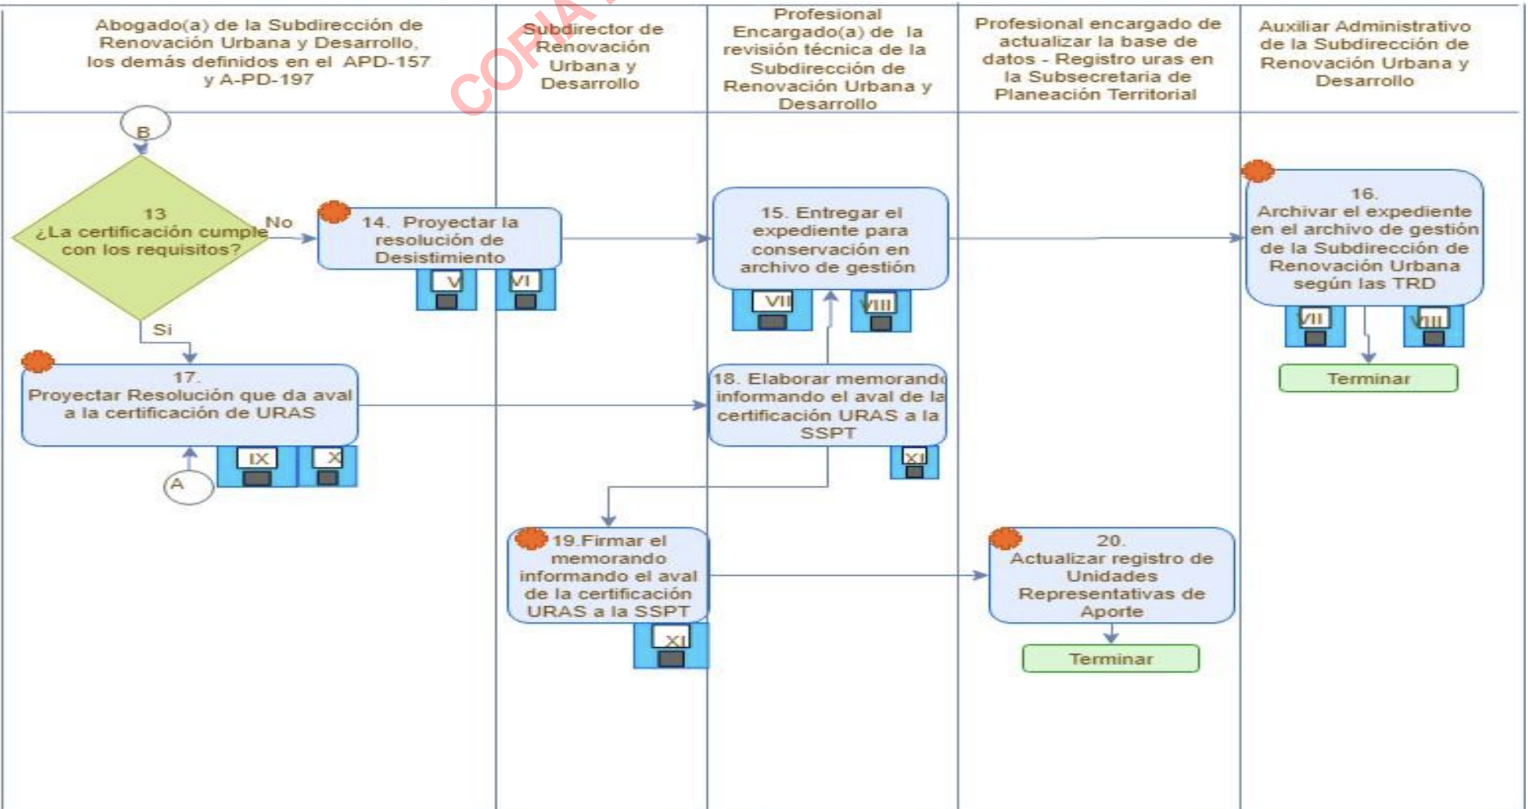 Abogado(a) de la Subdirección de
Renovación Urbana y Desarrollo,
los demás definidos en el APD-157
y A-PD-197
Subdirector de
Renovación
Urbana y
Desarrollo
Profesional
Encargado(a) de la
revisión técnica de la
Subdirección de
Renovación Urbana y
Desarrollo
Profesional encargado de
actualizar la base de
datos - Registro uras en
la Subsecretaria de
Planeación Territorial
Auxiliar Administrativo
de la Subdirección de
Renovación Urbana y
Desarrollo
COPIA
B
13
¿La certificación cumple
con los requisitos?
No
Si
14. Proyectar la
resolución de
Desistimiento
V
VI
15. Entregar el
expediente para
conservación en
archivo de gestión
VII
VIII
16.
Archivar el expediente
en el archivo de gestión
de la Subdirección de
Renovación Urbana
según las TRD
VII
VIII
Terminar
17.
Proyectar Resolución que da aval
a la certificación de URAS
IX
X
A
18. Elaborar memorando
informando el aval de la
certificación URAS a la
SSPT
XI
19.Firmar el
memorando
informando el aval
de la certificación
URAS a la SSPT
XI
20.
Actualizar registro de
Unidades
Representativas de
Aporte
Terminar